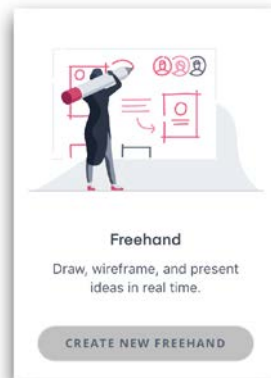 Freehand
Draw, wireframe, and present
ideas in real time.
CREATE NEW FREEHAND